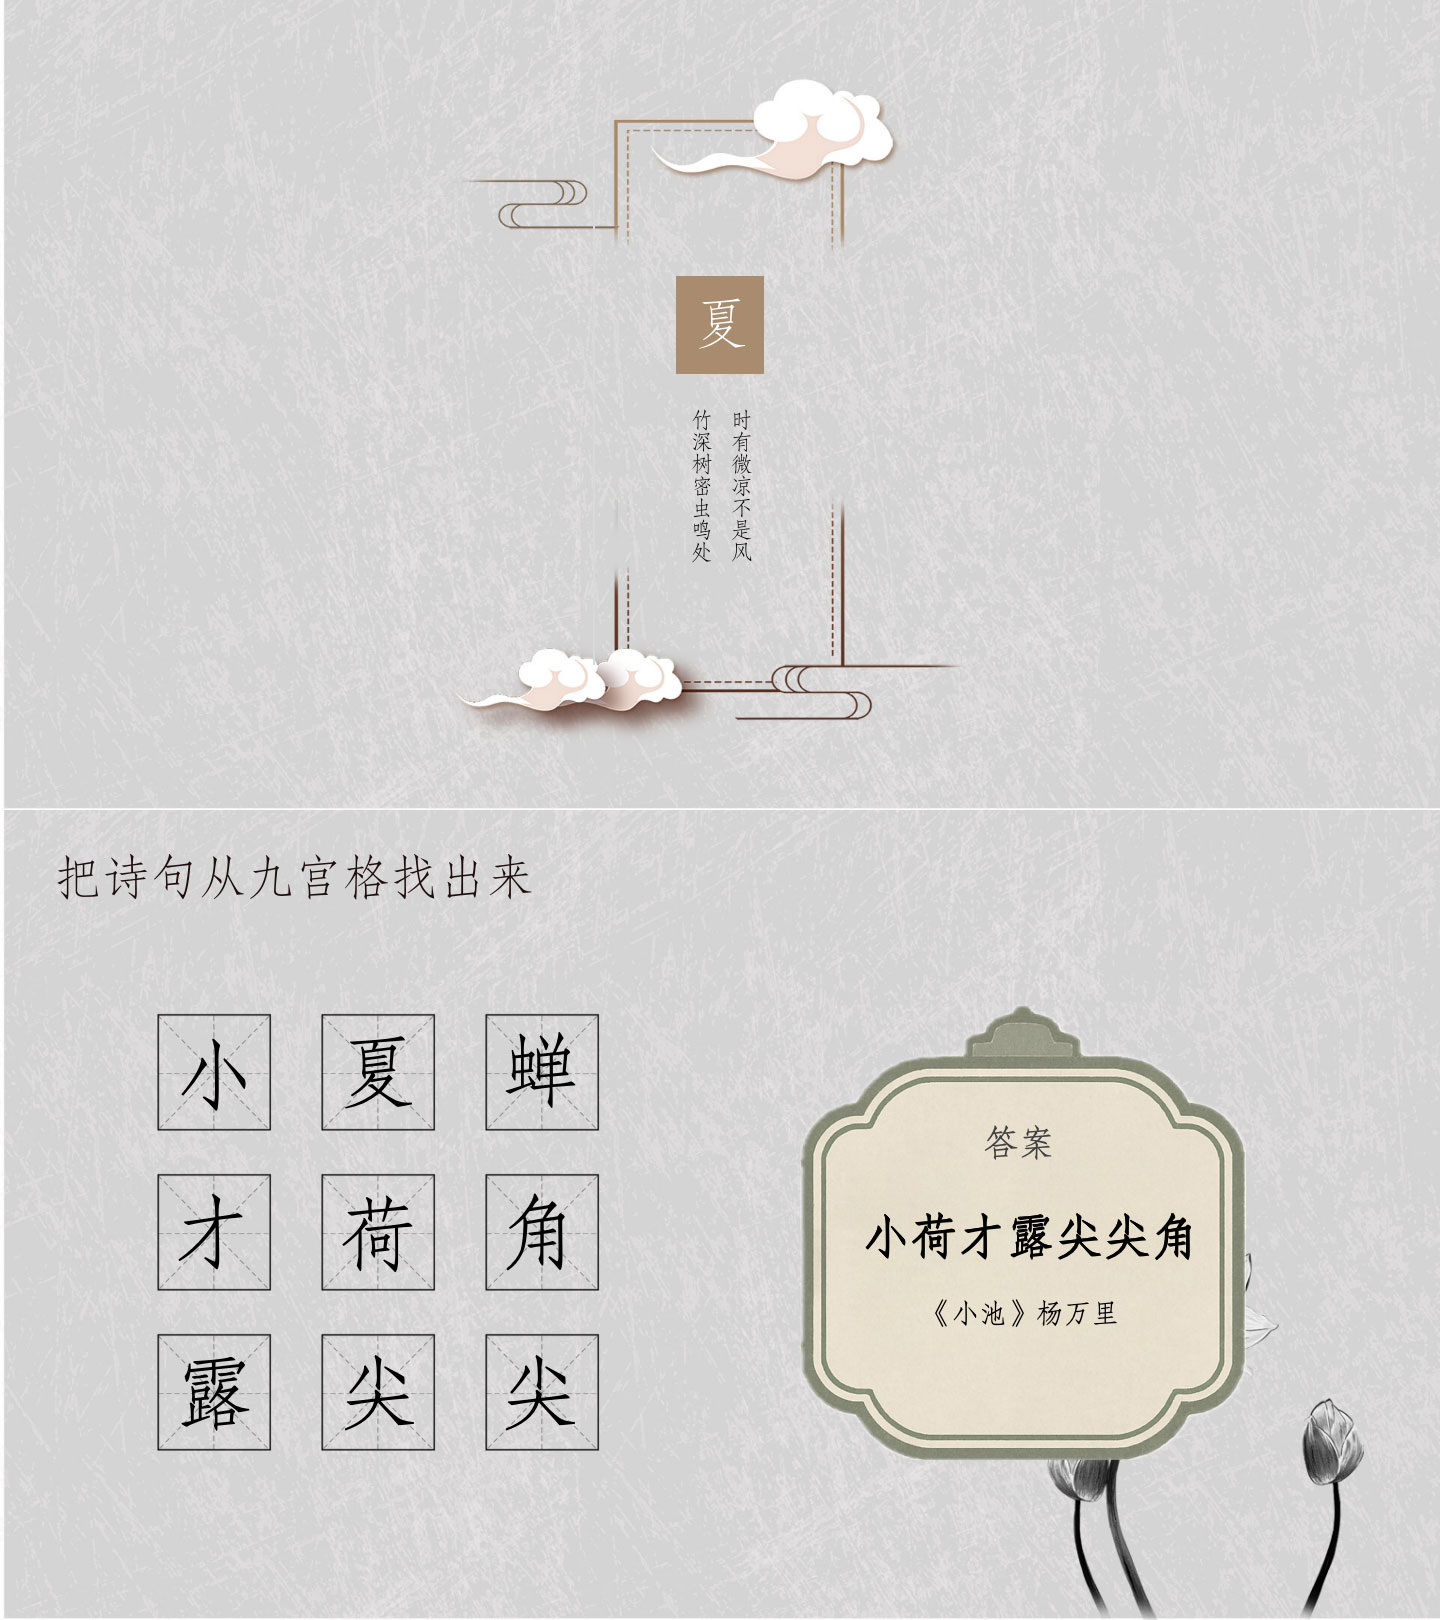 夏
竹深树密虫鸣处
时有微凉不是风
把诗句从九宫格找出来
小 夏 蝉
才 荷 角
露 尖 尖
答案
小荷才露尖尖角
《小池》杨万里